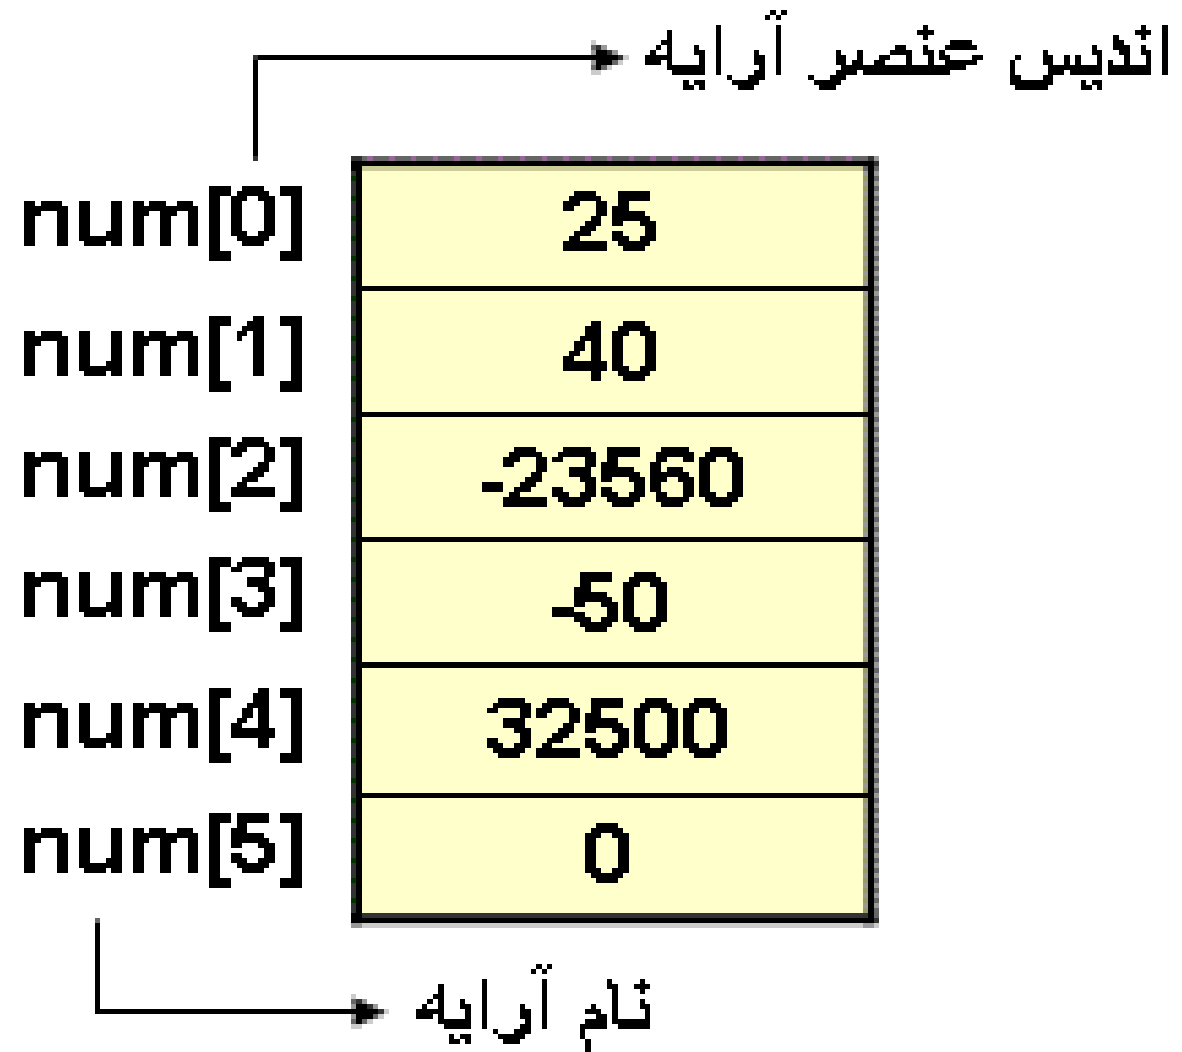 اندیس عنصر آرایه
num[0] 25
num[1] 40
num[2] -23560
num[3] -50
num[4] 32500
num[5] 0
نام آرایه